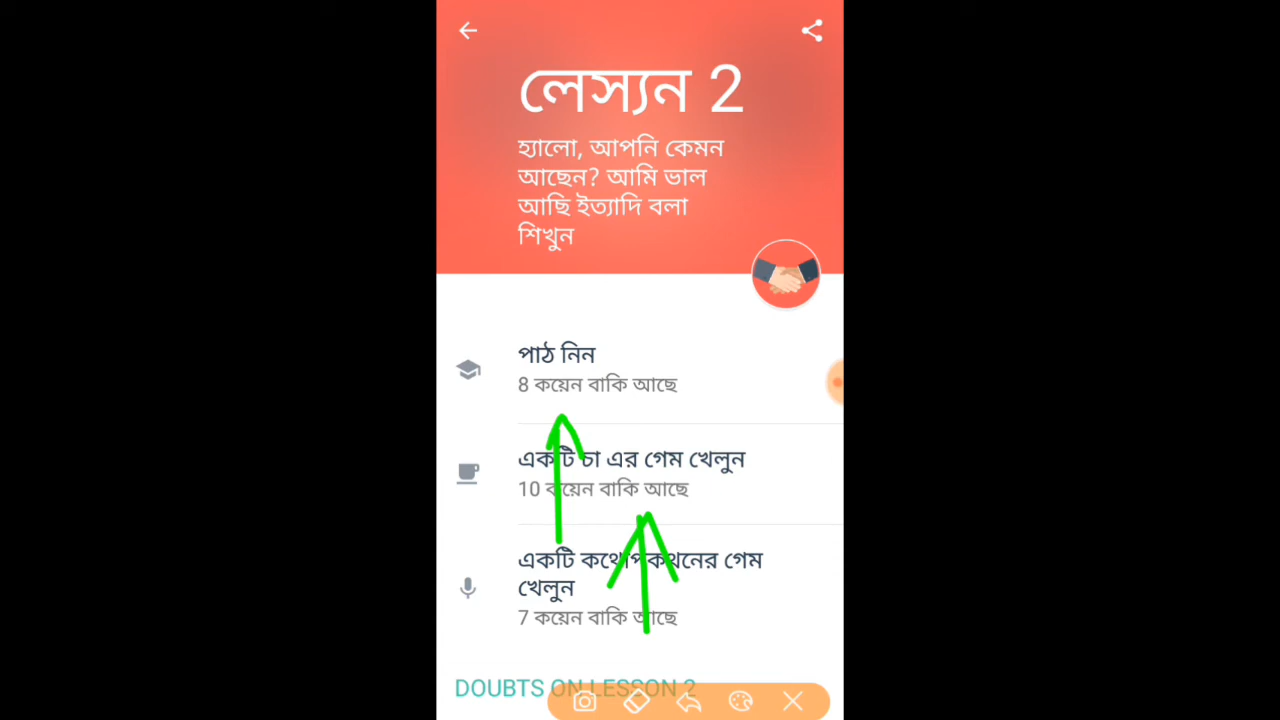 লেস্যন 2
হ্যালো, আপনি কেমন
আছেন? আমি ভাল
আছি ইত্যাদি বলা
শিখুন
পাঠ নিন
8 কয়েন বাকি আছে
একটি চা এর গেম খেলুন
10 কয়েন বাকি আছে
একটি কথোপকথনের গেম
খেলুন
7 কয়েন বাকি আছে
DOUBTS ON LESSON 2